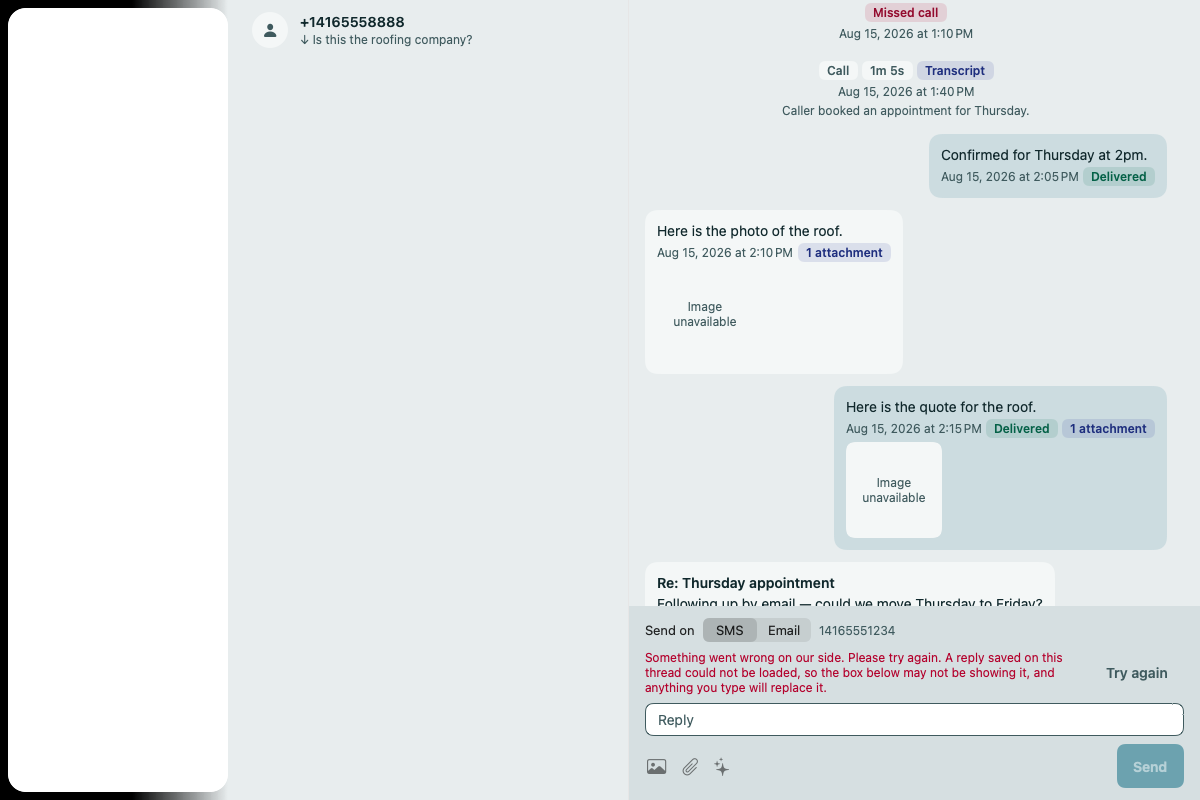 +14165558888
↓ Is this the roofing company?
Missed call
Aug 15, 2026 at 1:10 PM
Call 1m 5s Transcript
Aug 15, 2026 at 1:40 PM
Caller booked an appointment for Thursday.
Confirmed for Thursday at 2pm.
Aug 15, 2026 at 2:05 PM Delivered
Here is the photo of the roof.
Aug 15, 2026 at 2:10 PM 1 attachment
Image
unavailable
Here is the quote for the roof.
Aug 15, 2026 at 2:15 PM Delivered 1 attachment
Image
unavailable
Re: Thursday appointment
Following up by email — could we move Thursday to Friday?
Send on SMS Email 14165551234
Something went wrong on our side. Please try again. A reply saved on this
thread could not be loaded, so the box below may not be showing it, and
anything you type will replace it.
Try again
Reply
Send